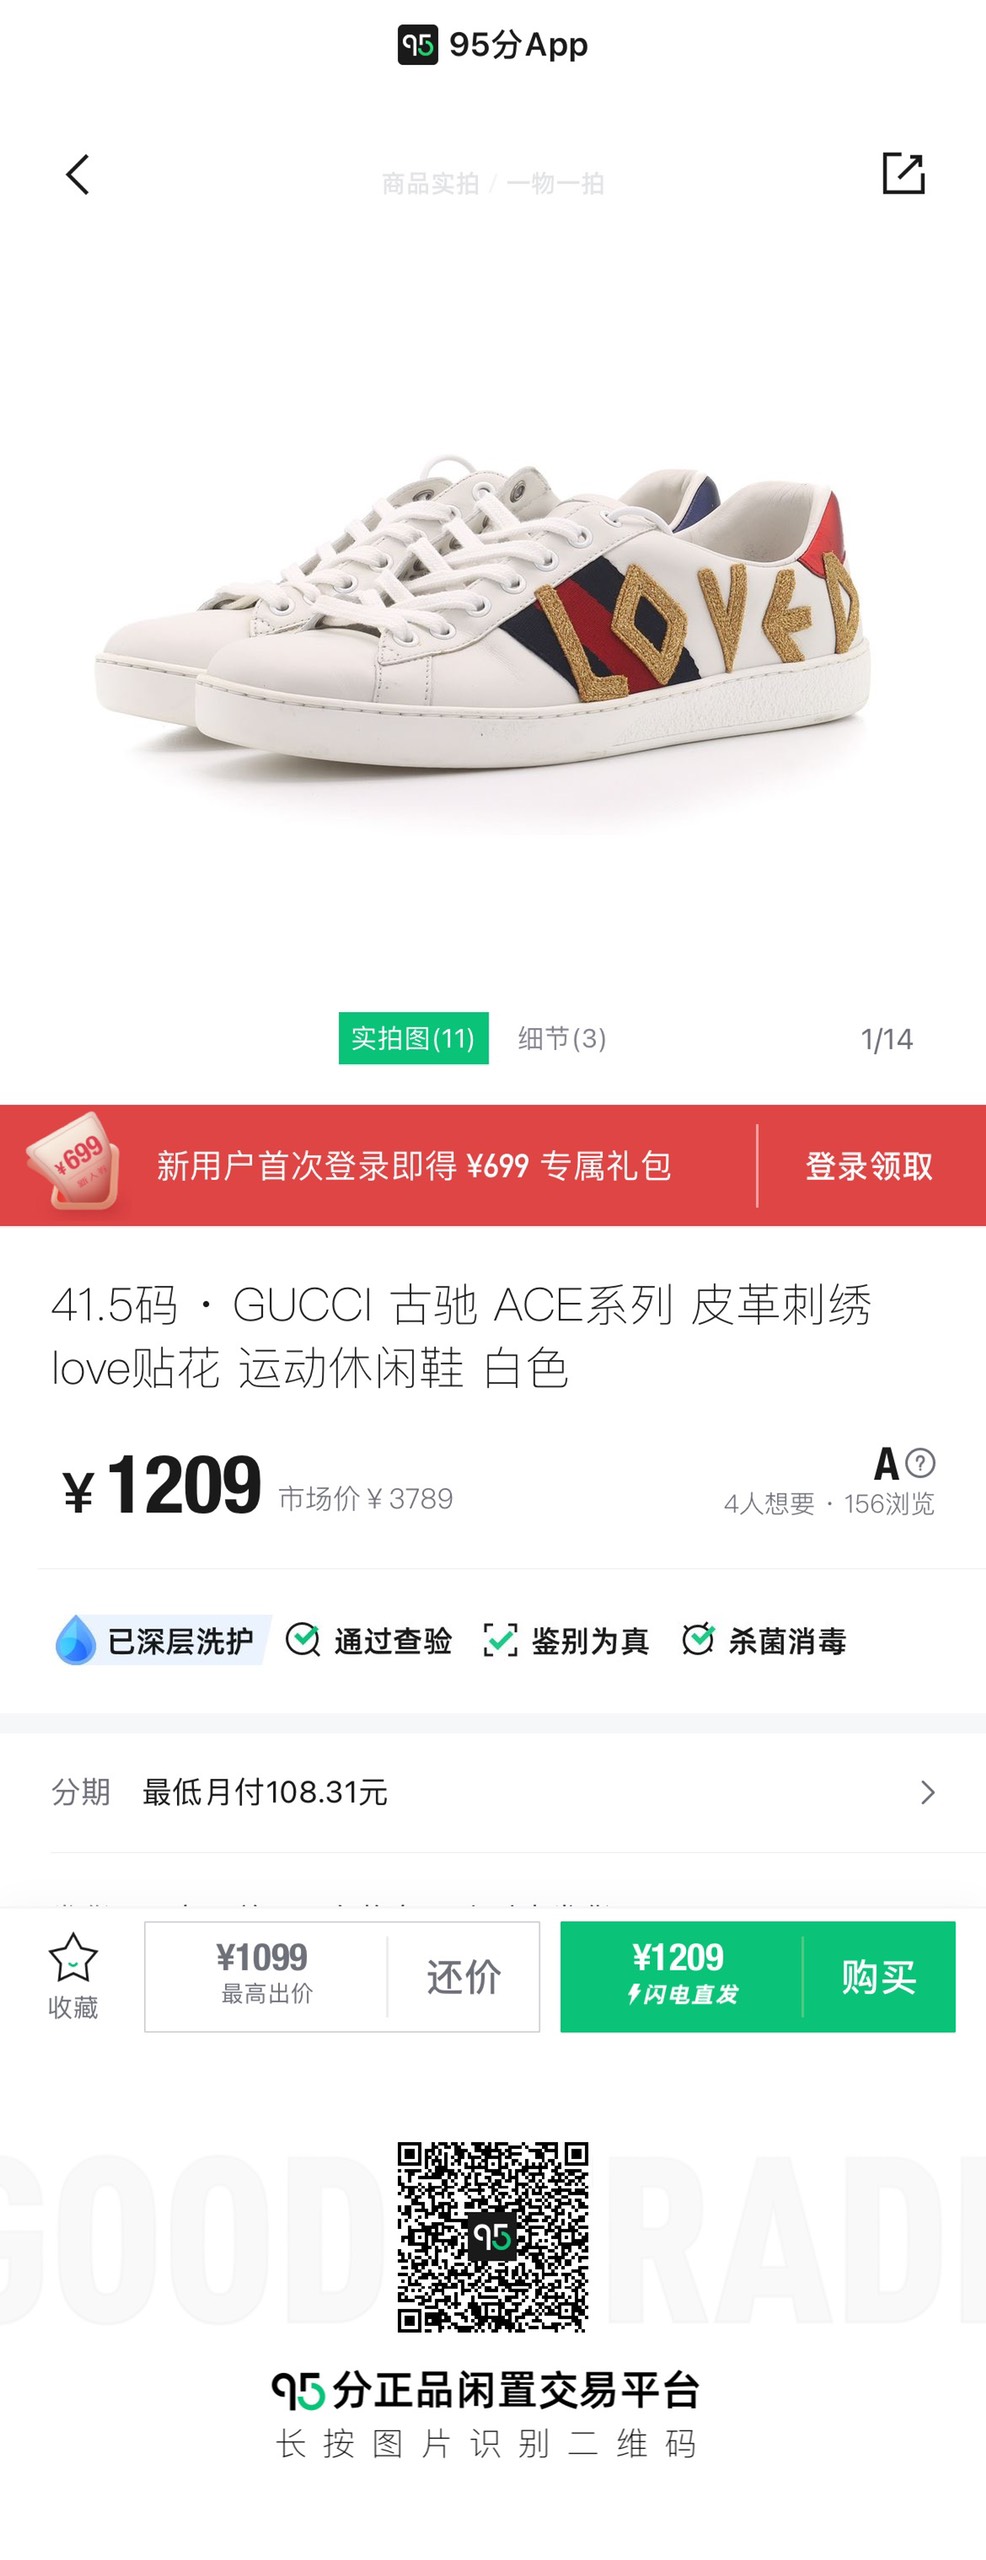 95 95分App
商品实拍 / 一物一拍
LOVED
实拍图(11) 细节(3) 1/14
¥699
新用户首次登录即得 ¥699 专属礼包 登录领取
41.5码 · GUCCI 古驰 ACE系列 皮革刺绣
love贴花 运动休闲鞋 白色
¥1209 市场价¥3789
A ?
4人想要 · 156浏览
已深层洗护 通过查验 鉴别为真 杀菌消毒
分期 最低月付108.31元
收藏
¥1099
最高出价
还价
¥1209
闪电直发
购买
GOOD RAD
95
95分正品闲置交易平台
长按图片识别二维码